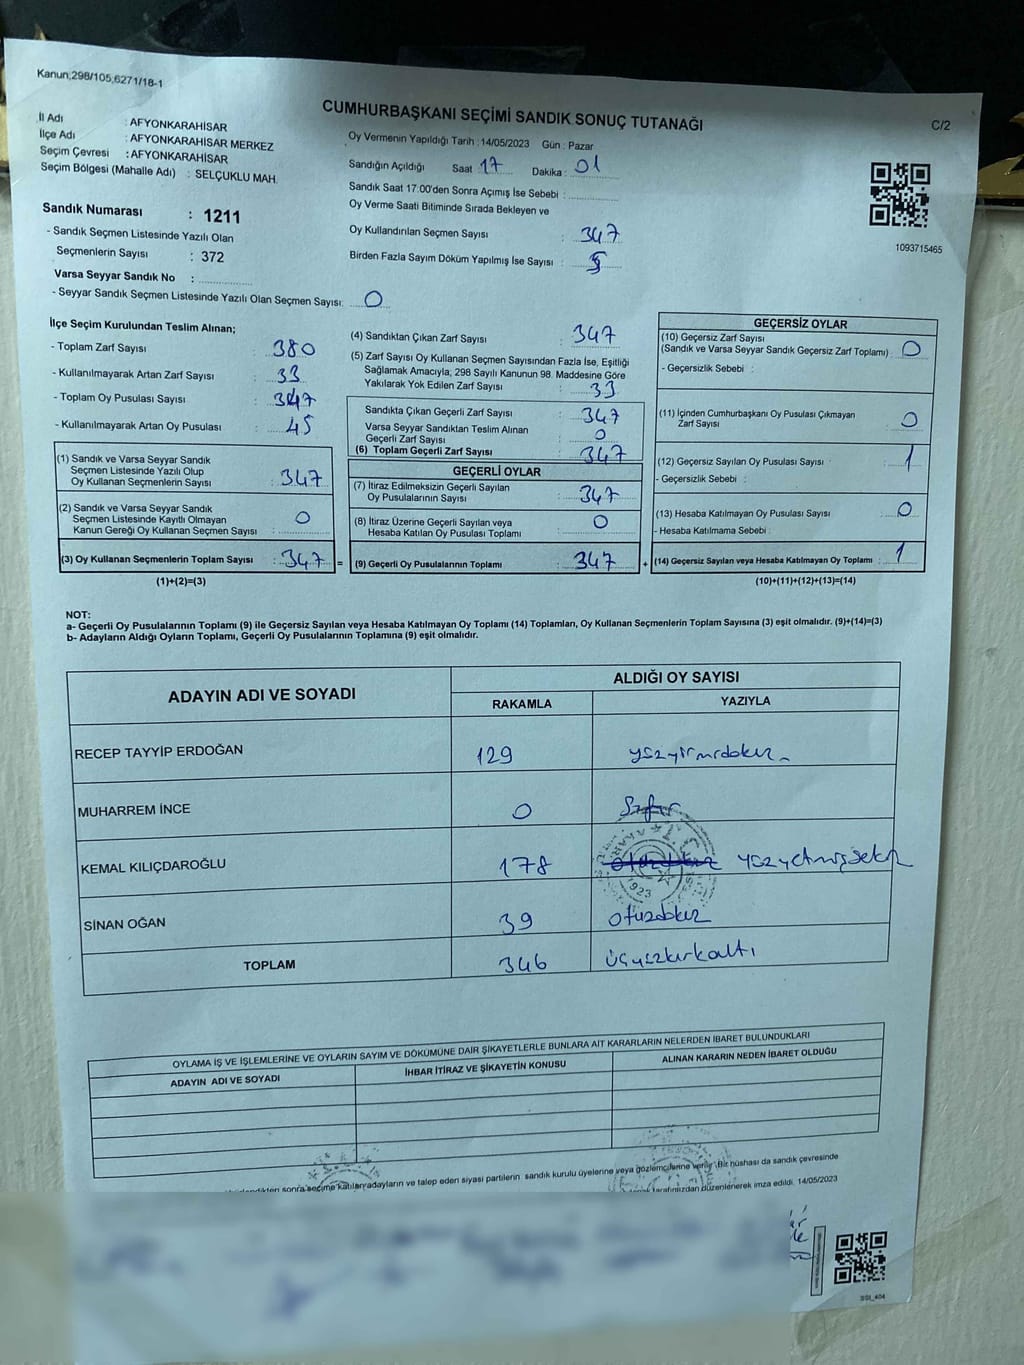 Kanun;298/105,6271/18-1
CUMHURBAŞKANI SEÇİMİ SANDIK SONUÇ TUTANAĞI
C/2
İl Adı : AFYONKARAHİSAR
İlçe Adı : AFYONKARAHİSAR MERKEZ
Seçim Çevresi : AFYONKARAHİSAR
Seçim Bölgesi (Mahalle Adı) : SELÇUKLU MAH.
Oy Vermenin Yapıldığı Tarih : 14/05/2023 Gün : Pazar
Sandığın Açıldığı Saat 17 Dakika : 01
Sandık Saat 17:00'den Sonra Açımış İse Sebebi :
Oy Verme Saati Bitiminde Sırada Bekleyen ve
Oy Kullandırılan Seçmen Sayısı : 347
Birden Fazla Sayım Döküm Yapılmış İse Sayısı :
1093715465
Sandık Numarası : 1211
- Sandık Seçmen Listesinde Yazılı Olan
Seçmenlerin Sayısı : 372
Varsa Seyyar Sandık No :
- Seyyar Sandık Seçmen Listesinde Yazılı Olan Seçmen Sayısı: 0
İlçe Seçim Kurulundan Teslim Alınan;
- Toplam Zarf Sayısı : 380
- Kullanılmayarak Artan Zarf Sayısı : 33
- Toplam Oy Pusulası Sayısı : 347
- Kullanılmayarak Artan Oy Pusulası : 45
(1) Sandık ve Varsa Seyyar Sandık
Seçmen Listesinde Yazılı Olup
Oy Kullanan Seçmenlerin Sayısı : 347
(2) Sandık ve Varsa Seyyar Sandık
Seçmen Listesinde Kayıtlı Olmayan
Kanun Gereği Oy Kullanan Seçmen Sayısı : 0
(3) Oy Kullanan Seçmenlerin Toplam Sayısı : 347 =
(1)+(2)=(3)
(4) Sandıktan Çıkan Zarf Sayısı : 347
(5) Zarf Sayısı Oy Kullanan Seçmen Sayısından Fazla İse, Eşitliği
Sağlamak Amacıyla, 298 Sayılı Kanunun 98. Maddesine Göre
Yakılarak Yok Edilen Zarf Sayısı : 33
Sandıkta Çıkan Geçerli Zarf Sayısı : 347
Varsa Seyyar Sandıktan Teslim Alınan
Geçerli Zarf Sayısı : 0
(6) Toplam Geçerli Zarf Sayısı : 347
GEÇERLİ OYLAR
(7) İtiraz Edilmeksizin Geçerli Sayılan
Oy Pusulalarının Sayısı : 347
(8) İtiraz Üzerine Geçerli Sayılan veya
Hesaba Katılan Oy Pusulası Toplamı : 0
(9) Geçerli Oy Pusulalarının Toplamı : 347 +
GEÇERSİZ OYLAR
(10) Geçersiz Zarf Sayısı
(Sandık ve Varsa Seyyar Sandık Geçersiz Zarf Toplamı) : 0
- Geçersizlik Sebebi :
(11) İçinden Cumhurbaşkanı Oy Pusulası Çıkmayan
Zarf Sayısı : 0
(12) Geçersiz Sayılan Oy Pusulası Sayısı : 1
- Geçersizlik Sebebi :
(13) Hesaba Katılmayan Oy Pusulası Sayısı : 0
- Hesaba Katılmama Sebebi :
(14) Geçersiz Sayılan veya Hesaba Katılmayan Oy Toplamı : 1
(10)+(11)+(12)+(13)=(14)
NOT:
a- Geçerli Oy Pusulalarının Toplamı (9) ile Geçersiz Sayılan veya Hesaba Katılmayan Oy Toplamı (14) Toplamları, Oy Kullanan Seçmenlerin Toplam Sayısına (3) eşit olmalıdır. (9)+(14)=(3)
b- Adayların Aldığı Oyların Toplamı, Geçerli Oy Pusulalarının Toplamına (9) eşit olmalıdır.
ADAYIN ADI VE SOYADI
ALDIĞI OY SAYISI
RAKAMLA YAZIYLA
RECEP TAYYİP ERDOĞAN 129 yüzyirmidokuz
MUHARREM İNCE 0 Sıfır
KEMAL KILIÇDAROĞLU 178 otuzdokuz yüzyetmişsekiz
SİNAN OĞAN 39 otuzdokuz
TOPLAM 346 üçyüzkırkaltı
1923
OYLAMA İŞ VE İŞLEMLERİNE VE OYLARIN SAYIM VE DÖKÜMÜNE DAİR ŞİKAYETLERLE BUNLARA AİT KARARLARIN NELERDEN İBARET BULUNDUKLARI
ADAYIN ADI VE SOYADI İHBAR İTİRAZ VE ŞİKAYETİN KONUSU ALINAN KARARIN NEDEN İBARET OLDUĞU
sonra seçime katılan adayların ve talep eden siyasi partilerin sandık kurulu üyelerine veya gözlemcilerine verilir. Bir nüshası da sandık çevresinde
tarafımızdan düzenlenerek imza edildi. 14/05/2023